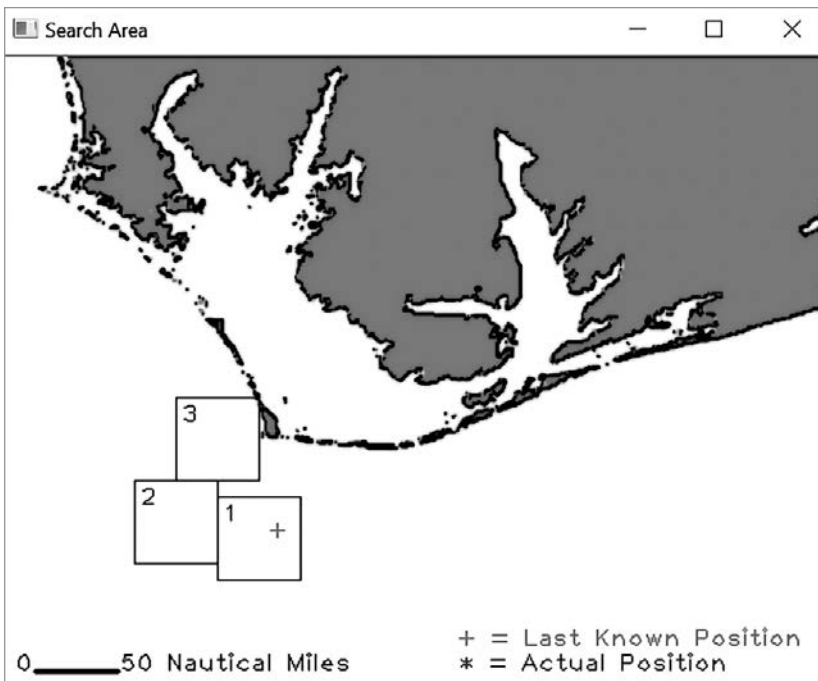 Search Area
3
2
1
+ = Last Known Position
0 50 Nautical Miles
* = Actual Position